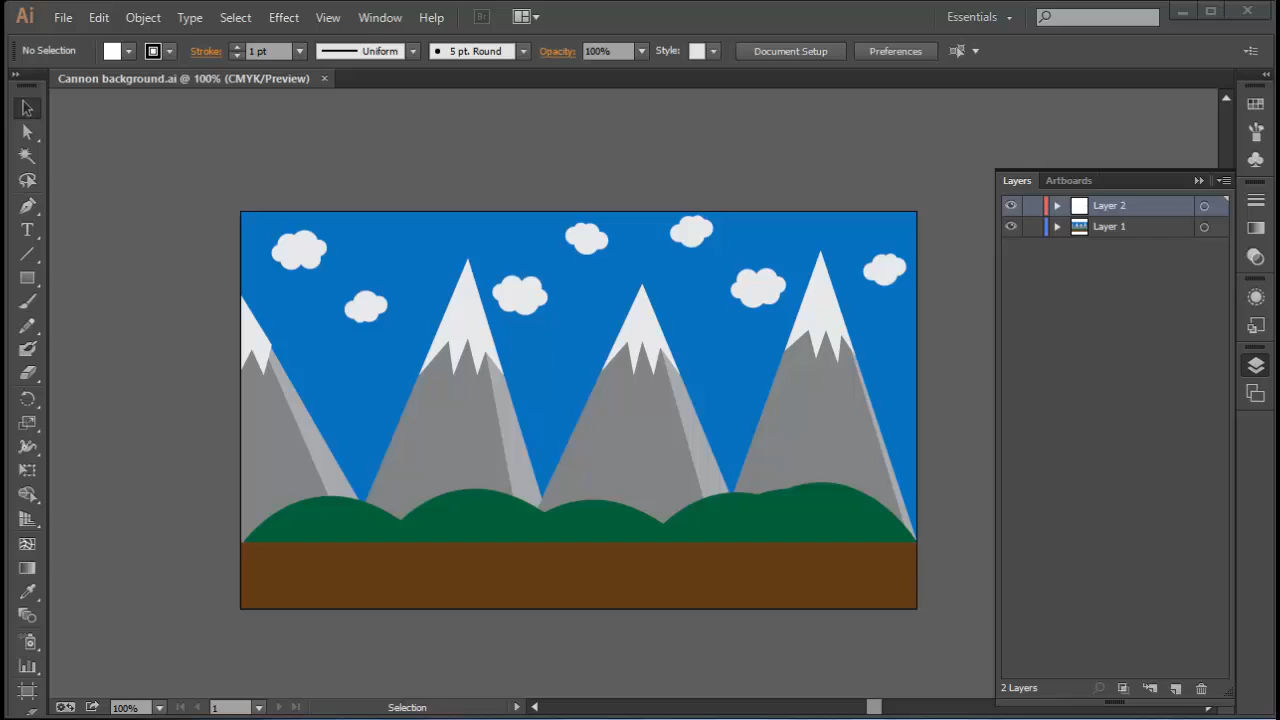 Ai File Edit Object Type Select Effect View Window Help Br Essentials
No Selection Stroke: 1 pt Uniform 5 pt. Round Opacity: 100% Style: Document Setup Preferences
Cannon background.ai @ 100% (CMYK/Preview) ×
Layers Artboards
Layer 2
Layer 1
2 Layers
100% 1 Selection